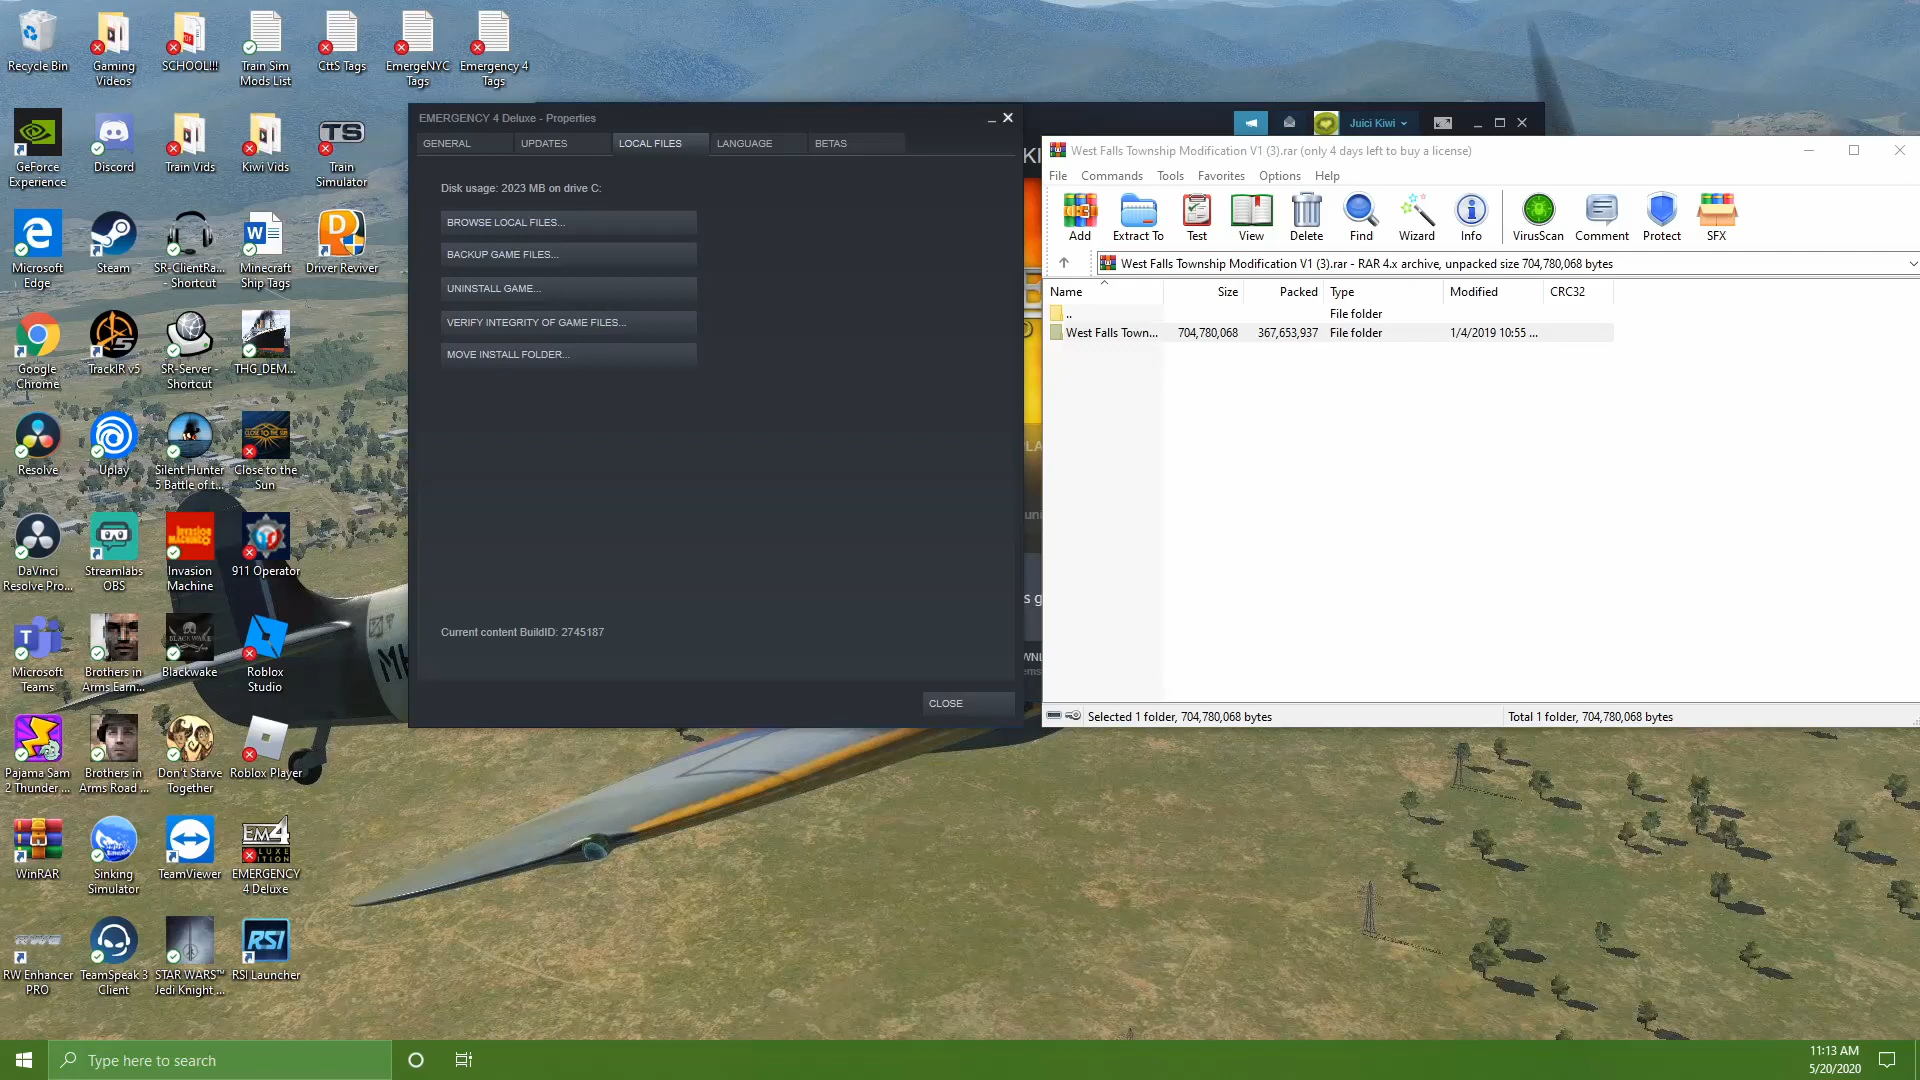 Recycle Bin
Gaming
Videos
SCHOOL!!!
Train Sim
Mods List
CttS Tags
EmergeNYC
Tags
Emergency 4
Tags
GeForce
Experience
Discord
Train Vids
Kiwi Vids
TS
Train
Simulator
Microsoft
Edge
Steam
SR-ClientRa...
- Shortcut
Minecraft
Ship Tags
Driver Reviver
Google
Chrome
TrackIR v5
SR-Server -
Shortcut
THG_DEM...
Resolve
Uplay
Silent Hunter
5 Battle of t...
CLOSE TO THE SUN
Close to the
Sun
DaVinci
Resolve Pro...
Streamlabs
OBS
Invasion
Machine
911 Operator
Microsoft
Teams
Brothers in
Arms Earn...
BLACKWAKE
Blackwake
Roblox
Studio
Pajama Sam
2 Thunder ...
Brothers in
Arms Road ...
Don't Starve
Together
Roblox Player
WinRAR
Sinking
Simulator
TeamViewer
EM4
DELUXE
EDITION
EMERGENCY
4 Deluxe
RW Enhancer
PRO
TeamSpeak 3
Client
STAR WARS™
Jedi Knight ...
RSI
RSI Launcher
EMERGENCY 4 Deluxe - Properties
GENERAL
UPDATES
LOCAL FILES
LANGUAGE
BETAS
Disk usage: 2023 MB on drive C:
BROWSE LOCAL FILES...
BACKUP GAME FILES...
UNINSTALL GAME...
VERIFY INTEGRITY OF GAME FILES...
MOVE INSTALL FOLDER...
Current content BuildID: 2745187
CLOSE
Juici Kiwi
West Falls Township Modification V1 (3).rar (only 4 days left to buy a license)
File Commands Tools Favorites Options Help
Add Extract To Test View Delete Find Wizard Info VirusScan Comment Protect SFX
West Falls Township Modification V1 (3).rar - RAR 4.x archive, unpacked size 704,780,068 bytes
Name Size Packed Type Modified CRC32
.. File folder
West Falls Town... 704,780,068 367,653,937 File folder 1/4/2019 10:55 ...
Selected 1 folder, 704,780,068 bytes
Total 1 folder, 704,780,068 bytes
Type here to search
11:13 AM
5/20/2020